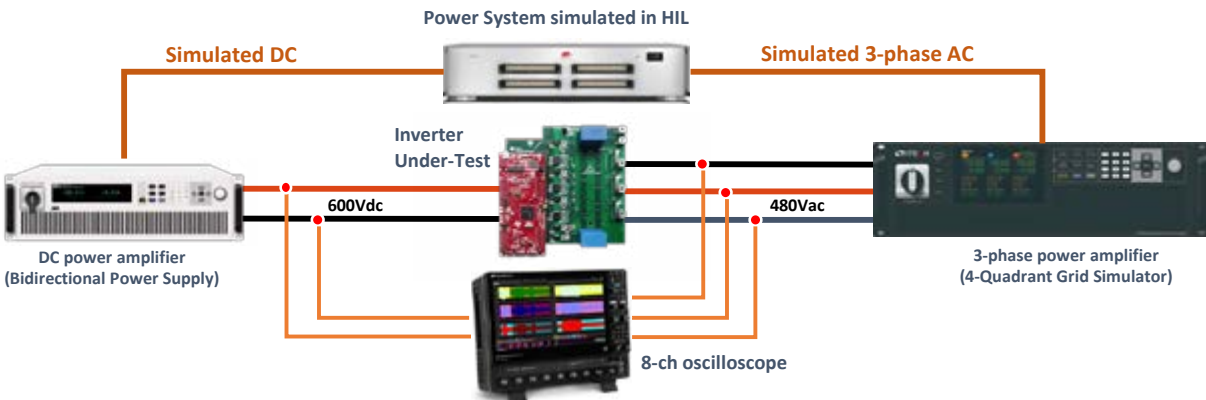 Power System simulated in HIL
Simulated DC
Simulated 3-phase AC
Inverter
Under-Test
600Vdc
480Vac
DC power amplifier
(Bidirectional Power Supply)
3-phase power amplifier
(4-Quadrant Grid Simulator)
8-ch oscilloscope